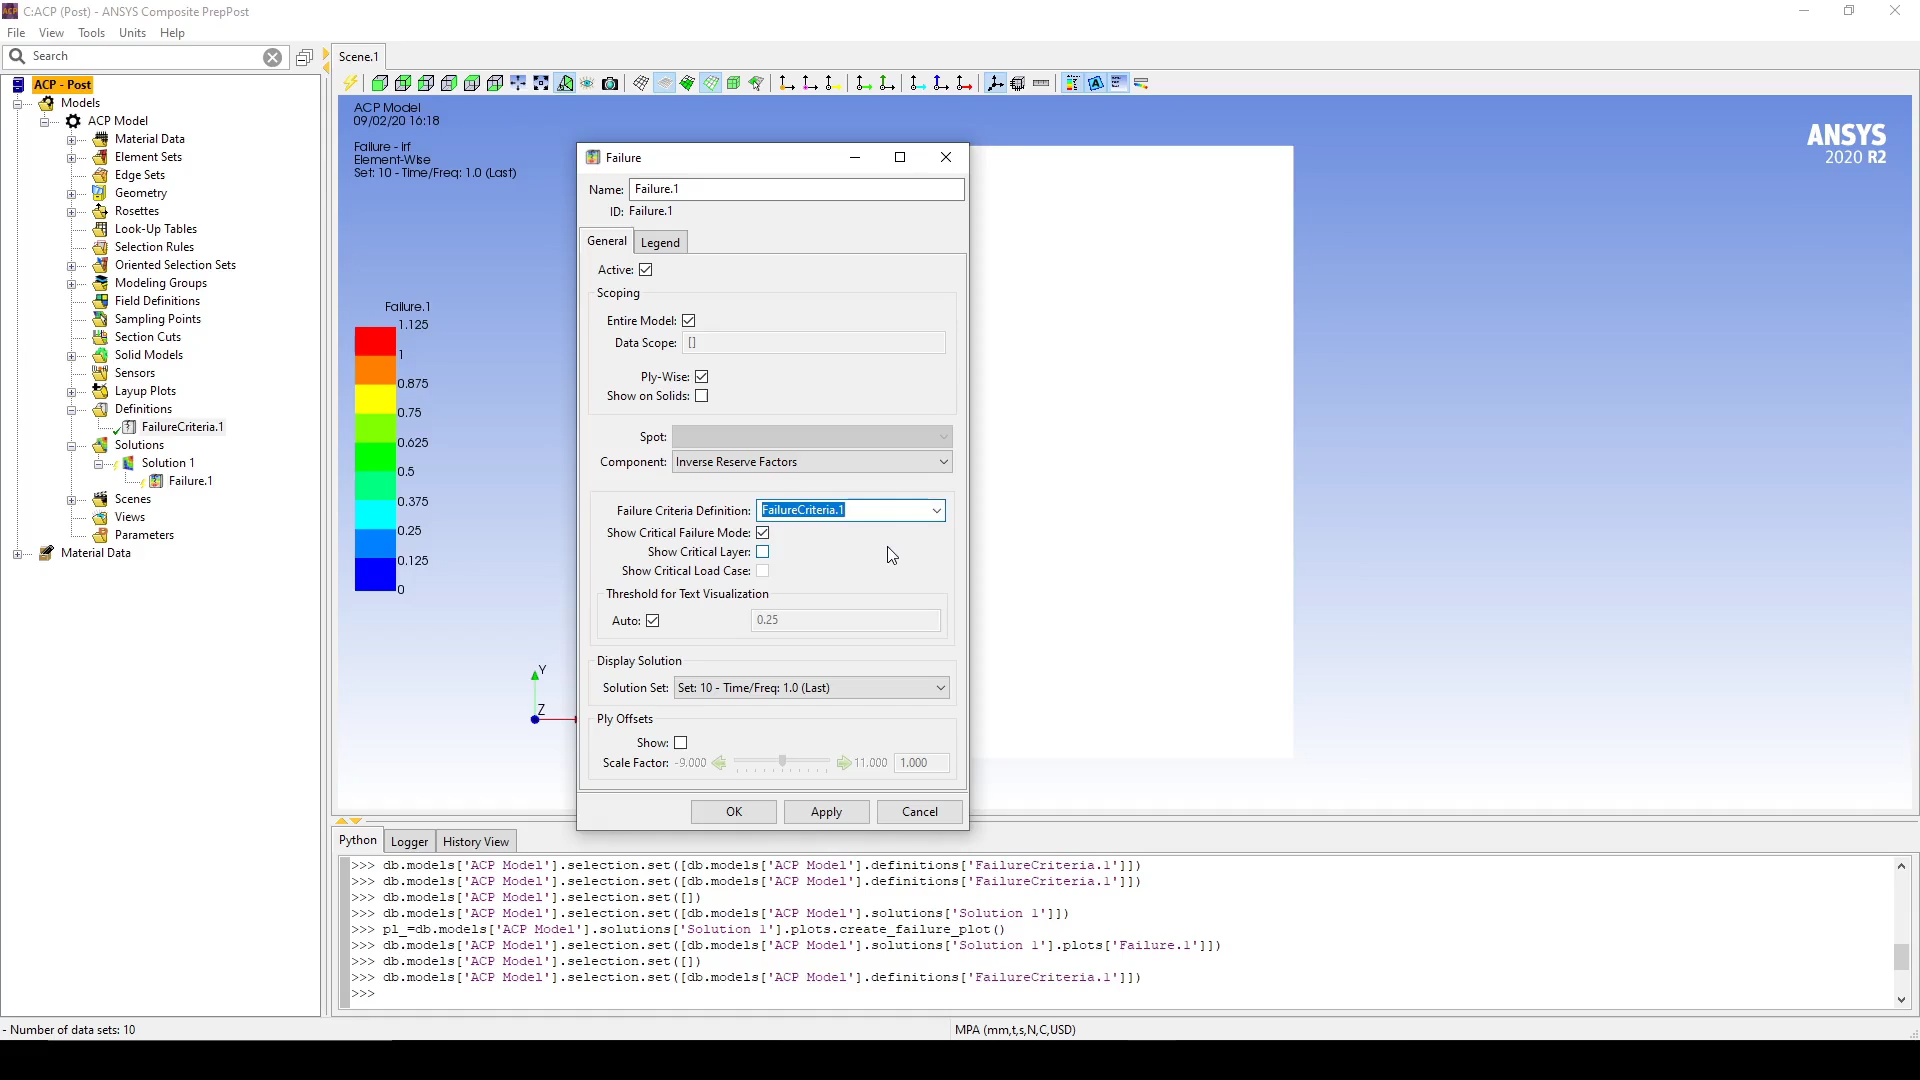 C:ACP (Post) - ANSYS Composite PrepPost
File View Tools Units Help
Search
Scene.1
ACP - Post
Models
ACP Model
Material Data
Element Sets
Edge Sets
Geometry
Rosettes
Look-Up Tables
Selection Rules
Oriented Selection Sets
Modeling Groups
Field Definitions
Sampling Points
Section Cuts
Solid Models
Sensors
Layup Plots
Definitions
FailureCriteria.1
Solutions
Solution 1
Failure.1
Scenes
Views
Parameters
Material Data
ACP Model
09/02/20 16:18
Failure - irf
Element-Wise
Set: 10 - Time/Freq: 1.0 (Last)
ANSYS
2020 R2
Failure.1
1.125
1
0.875
0.75
0.625
0.5
0.375
0.25
0.125
0
Y
Z
Failure
Name: Failure.1
ID: Failure.1
General Legend
Active:
Scoping
Entire Model:
Data Scope: []
Ply-Wise:
Show on Solids:
Spot:
Component: Inverse Reserve Factors
Failure Criteria Definition: FailureCriteria.1
Show Critical Failure Mode:
Show Critical Layer:
Show Critical Load Case:
Threshold for Text Visualization
Auto: 0.25
Display Solution
Solution Set: Set: 10 - Time/Freq: 1.0 (Last)
Ply Offsets
Show:
Scale Factor: -9.000 11.000 1.000
OK Apply Cancel
Python Logger History View
>>> db.models['ACP Model'].selection.set([db.models['ACP Model'].definitions['FailureCriteria.1']])
>>> db.models['ACP Model'].selection.set([db.models['ACP Model'].definitions['FailureCriteria.1']])
>>> db.models['ACP Model'].selection.set([])
>>> db.models['ACP Model'].selection.set([db.models['ACP Model'].solutions['Solution 1']])
>>> pl_=db.models['ACP Model'].solutions['Solution 1'].plots.create_failure_plot()
>>> db.models['ACP Model'].selection.set([db.models['ACP Model'].solutions['Solution 1'].plots['Failure.1']])
>>> db.models['ACP Model'].selection.set([])
>>> db.models['ACP Model'].selection.set([db.models['ACP Model'].definitions['FailureCriteria.1']])
>>>
- Number of data sets: 10
MPA (mm,t,s,N,C,USD)